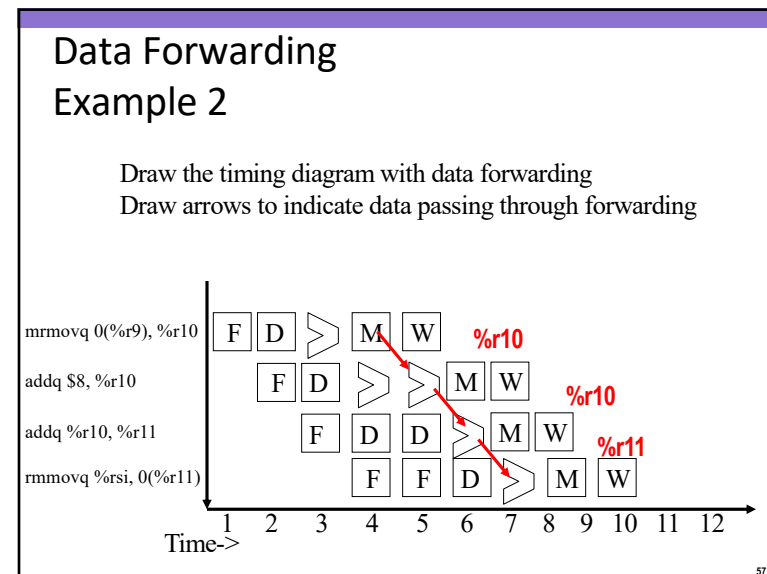 Data Forwarding
Example 2
Draw the timing diagram with data forwarding
Draw arrows to indicate data passing through forwarding
mrmovq 0(%r9), %r10 F D M W %r10
addq $8, %r10 F D M W %r10
addq %r10, %r11 F D D M W %r11
rmmovq %rsi, 0(%r11) F F D M W
1 2 3 4 5 6 7 8 9 10 11 12
Time->
57